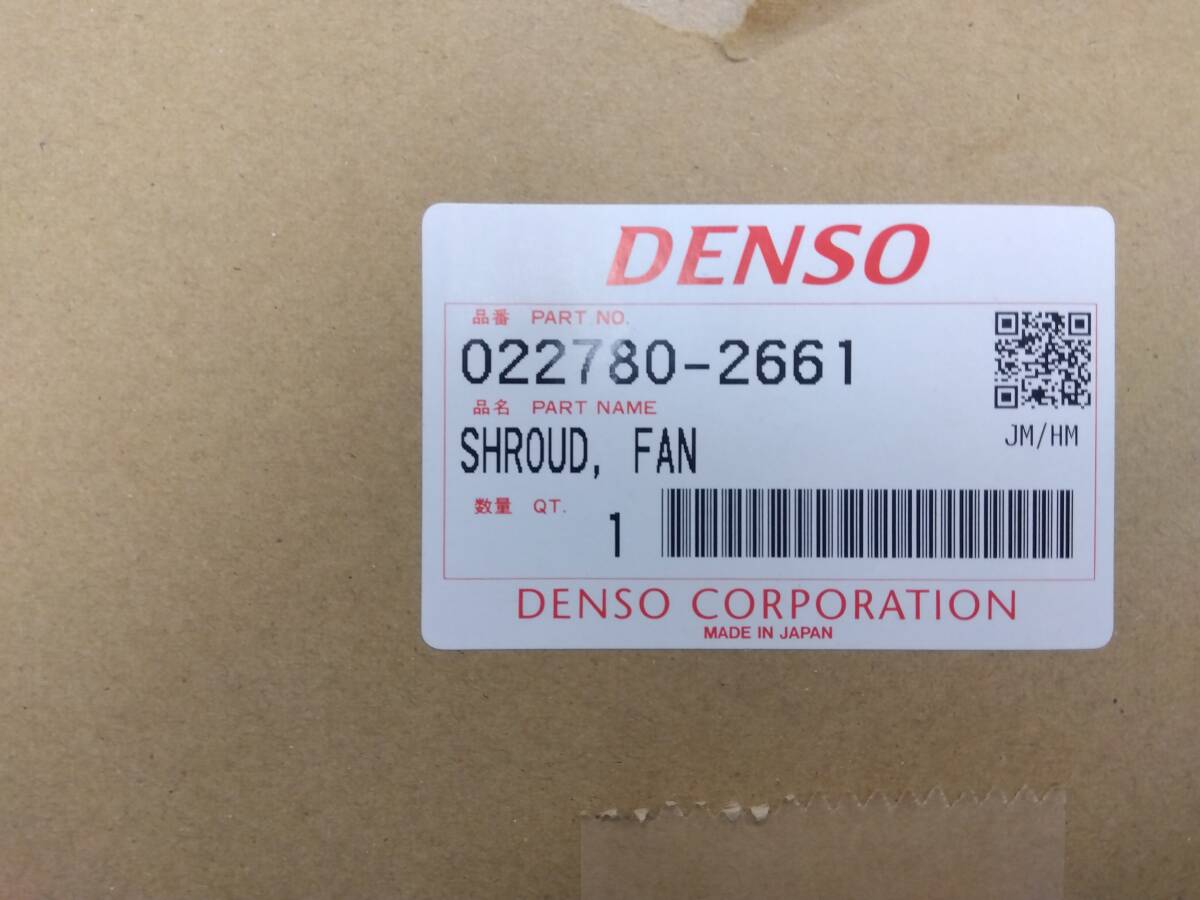 DENSO
品番 PART NO.
022780-2661
品名 PART NAME
SHROUD, FAN
JM/HM
数量 QT.
1
DENSO CORPORATION
MADE IN JAPAN